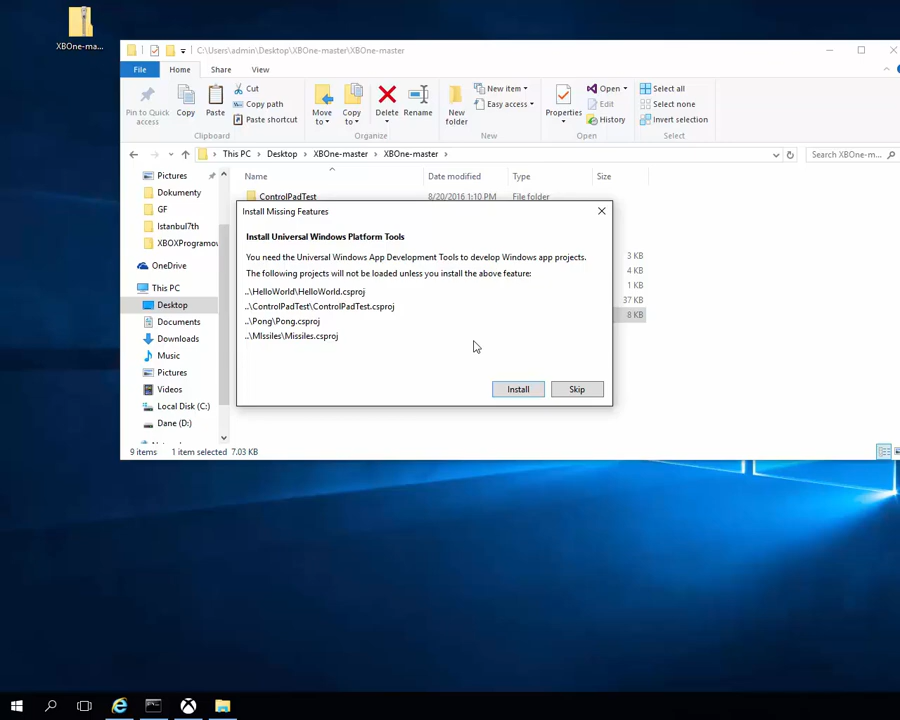 XBOne-ma...
C:\Users\admin\Desktop\XBOne-master\XBOne-master
File Home Share View
Pin to Quick access
Copy
Paste
Cut
Copy path
Paste shortcut
Clipboard
Move to
Copy to
Delete
Rename
Organize
New folder
New item
Easy access
New
Properties
Open
Edit
History
Open
Select all
Select none
Invert selection
Select
This PC Desktop XBOne-master XBOne-master
Search XBOne-m...
Name Date modified Type Size
Pictures
Dokumenty
GF
Istanbul7th
XBOXProgramow
OneDrive
This PC
Desktop
Documents
Downloads
Music
Pictures
Videos
Local Disk (C:)
Dane (D:)
ControlPadTest 8/20/2016 1:10 PM File folder
3 KB
4 KB
1 KB
37 KB
8 KB
Install Missing Features
Install Universal Windows Platform Tools
You need the Universal Windows App Development Tools to develop Windows app projects.
The following projects will not be loaded unless you install the above feature:
..\HelloWorld\HelloWorld.csproj
..\ControlPadTest\ControlPadTest.csproj
..\Pong\Pong.csproj
..\MIssiles\Missiles.csproj
Install Skip
9 items 1 item selected 7.03 KB